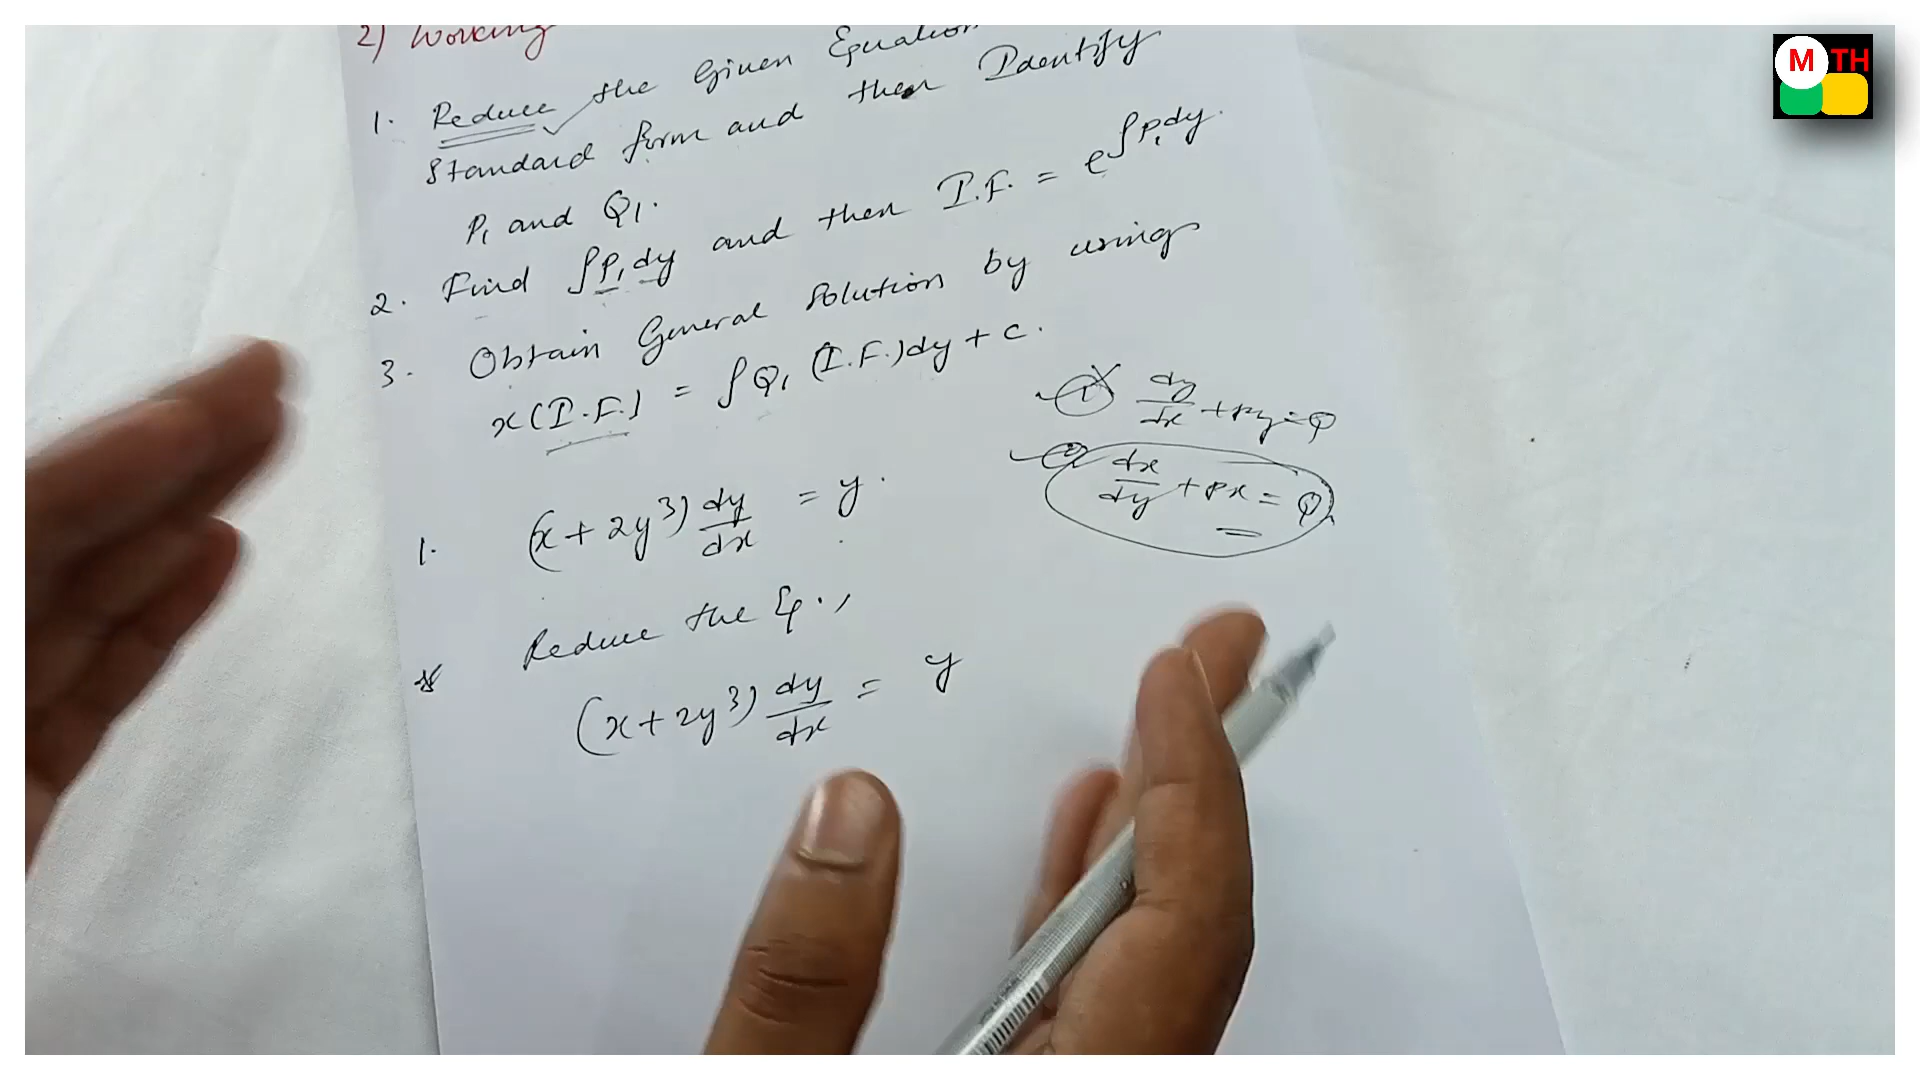 2) Working
1. Reduce the Given Equation
Standard form and then Identify
P₁ and Q₁.
2. Find ∫P₁dy and then I.F. = e^∫P₁dy.
3. Obtain General Solution by using
x(I.F.) = ∫Q₁ (I.F.)dy + c.
① dy/dx + Py = Q
② dx/dy + Px = Q
1. (x + 2y³) dy/dx = y.
Reduce the Eq.,
(x + 2y³) dy/dx = y
M TH